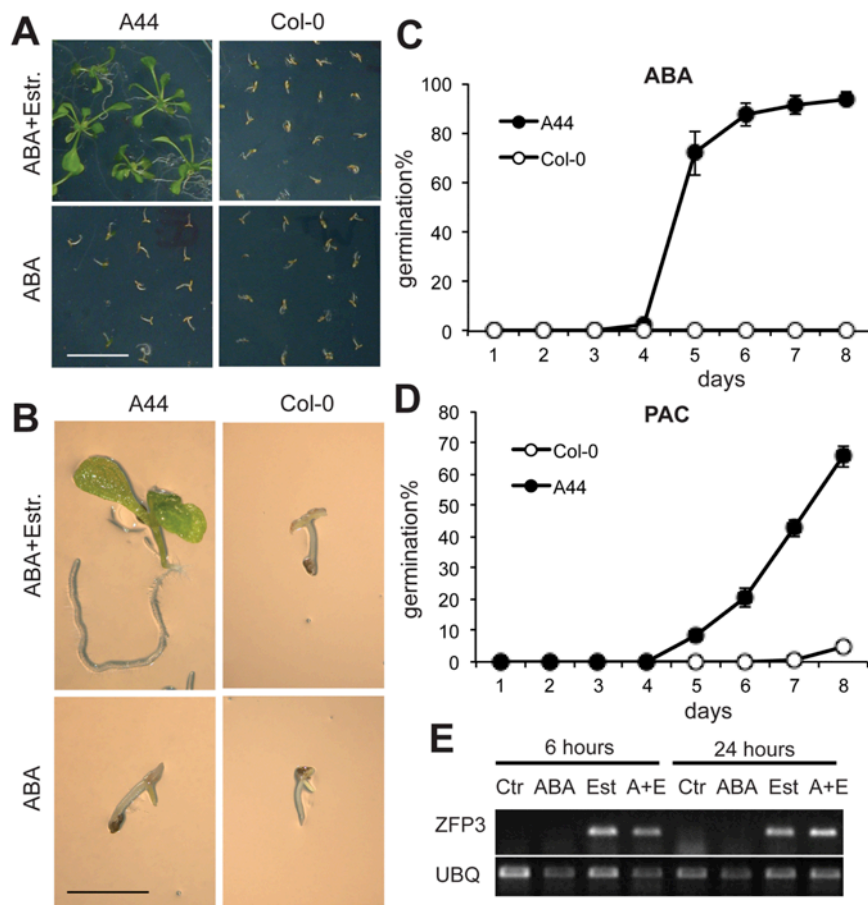 A
A44 Col-0
ABA+Estr.
ABA
B
A44 Col-0
ABA+Estr.
ABA
C
ABA
A44
Col-0
germination%
100
80
60
40
20
0
1 2 3 4 5 6 7 8
days
D
PAC
Col-0
A44
germination%
80
70
60
50
40
30
20
10
0
1 2 3 4 5 6 7 8
days
E
6 hours 24 hours
Ctr ABA Est A+E Ctr ABA Est A+E
ZFP3
UBQ